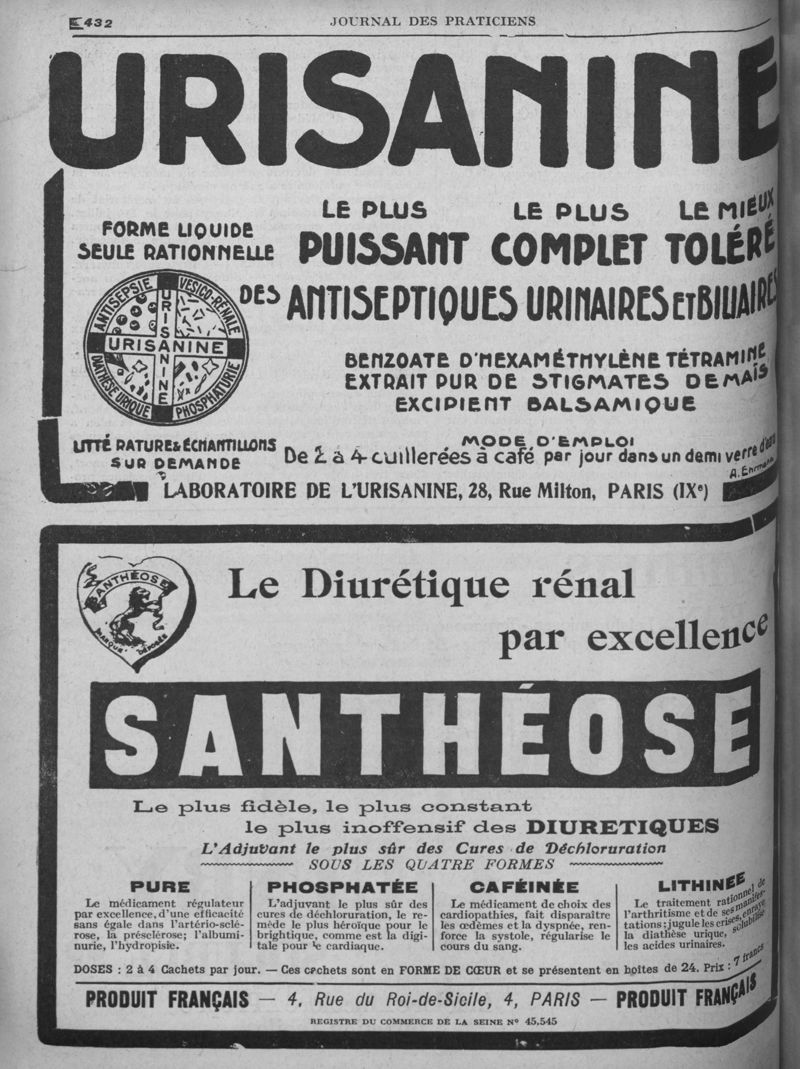 E 432
JOURNAL DES PRATICIENS
URISANINE
FORME LIQUIDE
SEULE RATIONNELLE
LE PLUS LE PLUS LE MIEUX
PUISSANT COMPLET TOLÉRÉ
DES ANTISEPTIQUES URINAIRES ET BILIAIRES
ANTISEPSIE VESICO-RÉNALE
URISANINE
URISANINE
DIATHÈSE URIQUE PHOSPHATURIE
BENZOATE D'HEXAMÉTHYLÈNE TÉTRAMINE
EXTRAIT PUR DE STIGMATES DE MAÏS
EXCIPIENT BALSAMIQUE
LITTÉRATURE & ÉCHANTILLONS
SUR DEMANDE
MODE D'EMPLOI
De 2 à 4 cuillerées à café par jour dans un demi verre d'eau
A. Ehrmann
LABORATOIRE DE L'URISANINE, 28, Rue Milton, PARIS (IXe)
SANTHÉOSE
MARQUE DÉPOSÉE
Le Diurétique rénal
par excellence
SANTHÉOSE
Le plus fidèle, le plus constant
le plus inoffensif des DIURETIQUES
L'Adjuvant le plus sûr des Cures de Déchloruration
SOUS LES QUATRE FORMES
PURE
Le médicament régulateur
par excellence, d'une efficacité
sans égale dans l'artério-sclé-
rose, la présclérose; l'albumi-
nurie, l'hydropisie.
PHOSPHATÉE
L'adjuvant le plus sûr des
cures de déchloruration, le re-
mède le plus héroïque pour le
brightique, comme est la digi-
tale pour le cardiaque.
CAFÉINÉE
Le médicament de choix des
cardiopathies, fait disparaître
les œdèmes et la dyspnée, ren-
force la systole, régularise le
cours du sang.
LITHINEE
Le traitement rationnel de
l'arthritisme et de ses manifes-
tations; jugule les crises, enraye
la diathèse urique, solubilise
les acides urinaires.
DOSES : 2 à 4 Cachets par jour. — Ces cachets sont en FORME DE CŒUR et se présentent en boîtes de 24. Prix : 7 francs
PRODUIT FRANÇAIS — 4, Rue du Roi-de-Sicile, 4, PARIS — PRODUIT FRANÇAIS
REGISTRE DU COMMERCE DE LA SEINE No 45.545